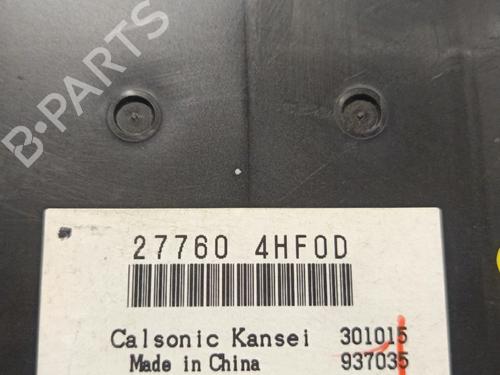 B-PARTS
27760 4HF0D
Calsonic Kansei 301015
Made in China 937035